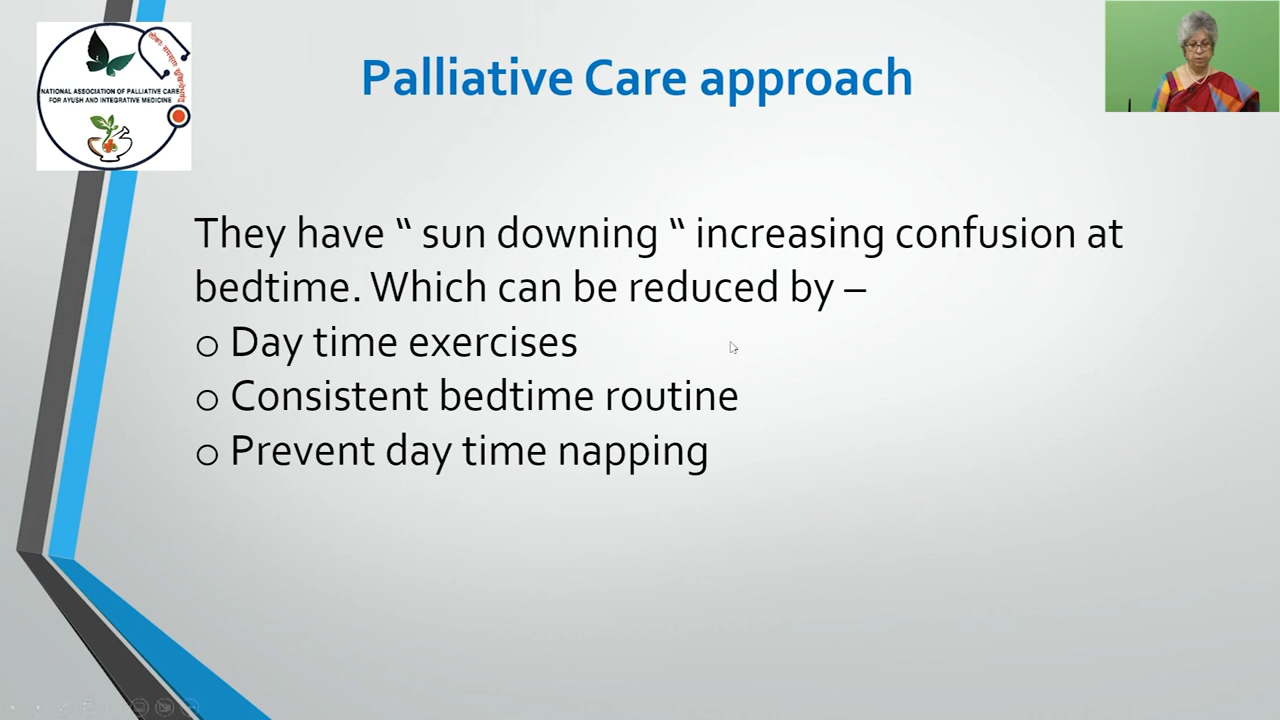 Palliative Care approach
NATIONAL ASSOCIATION OF PALLIATIVE CARE
FOR AYUSH AND INTEGRATIVE MEDICINE
They have “ sun downing “ increasing confusion at
bedtime. Which can be reduced by –
o Day time exercises
o Consistent bedtime routine
o Prevent day time napping